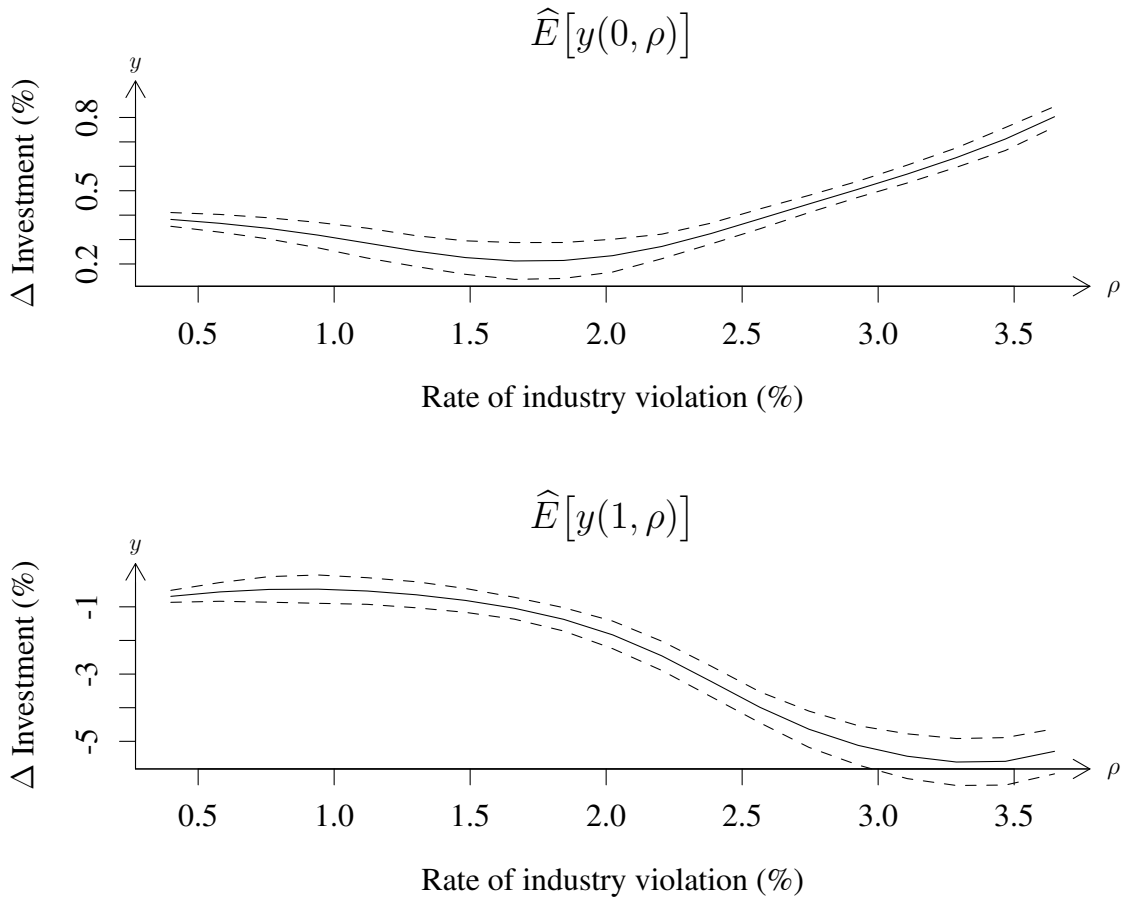 Ê[y(0, ρ)]
y
Δ Investment (%)
0.8
0.5
0.2
ρ
0.5 1.0 1.5 2.0 2.5 3.0 3.5
Rate of industry violation (%)
Ê[y(1, ρ)]
y
Δ Investment (%)
-1
-3
-5
ρ
0.5 1.0 1.5 2.0 2.5 3.0 3.5
Rate of industry violation (%)